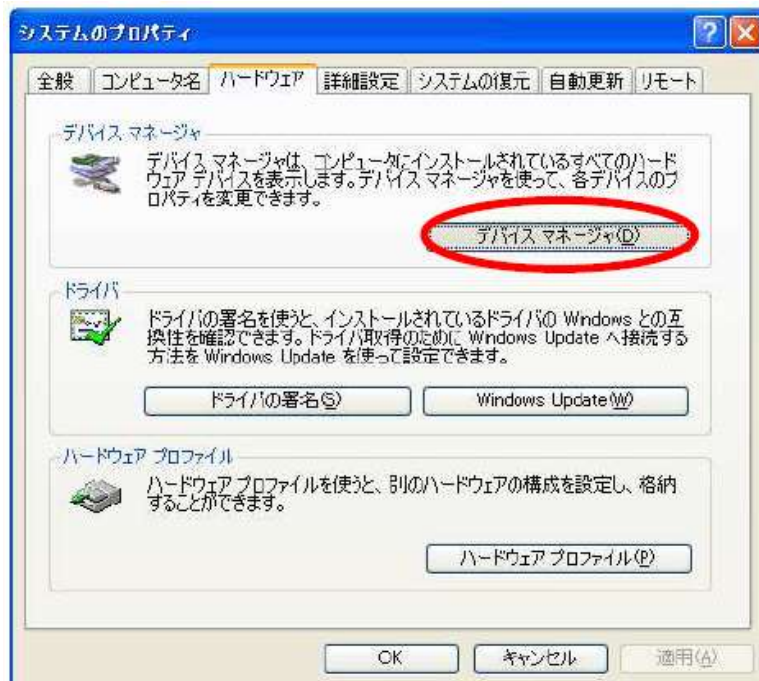 システムのプロパティ
全般 コンピュータ名 ハードウェア 詳細設定 システムの復元 自動更新 リモート
デバイス マネージャ
デバイス マネージャは、コンピュータにインストールされているすべてのハード
ウェア デバイスを表示します。デバイス マネージャを使って、各デバイスのプ
ロパティを変更できます。
デバイス マネージャ(D)
ドライバ
ドライバの署名を使うと、インストールされているドライバの Windows との互
換性を確認できます。ドライバ取得のために Windows Update へ接続する
方法を Windows Update を使って設定できます。
ドライバの署名(S) Windows Update(W)
ハードウェア プロファイル
ハードウェア プロファイルを使うと、別のハードウェアの構成を設定し、格納
することができます。
ハードウェア プロファイル(P)
OK キャンセル 適用(A)